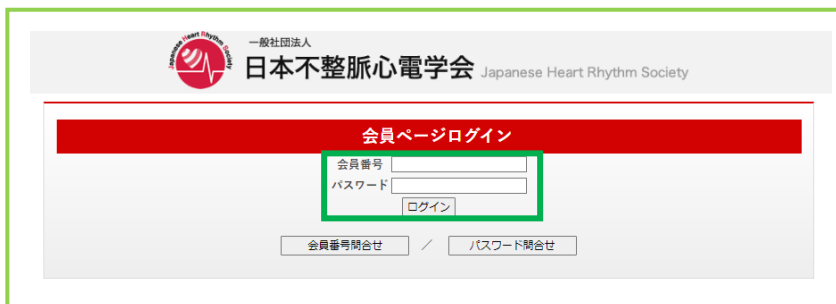 Japanese Heart Rhythm Society
一般社団法人
日本不整脈心電学会 Japanese Heart Rhythm Society
会員ページログイン
会員番号
パスワード
ログイン
会員番号問合せ ／ パスワード問合せ